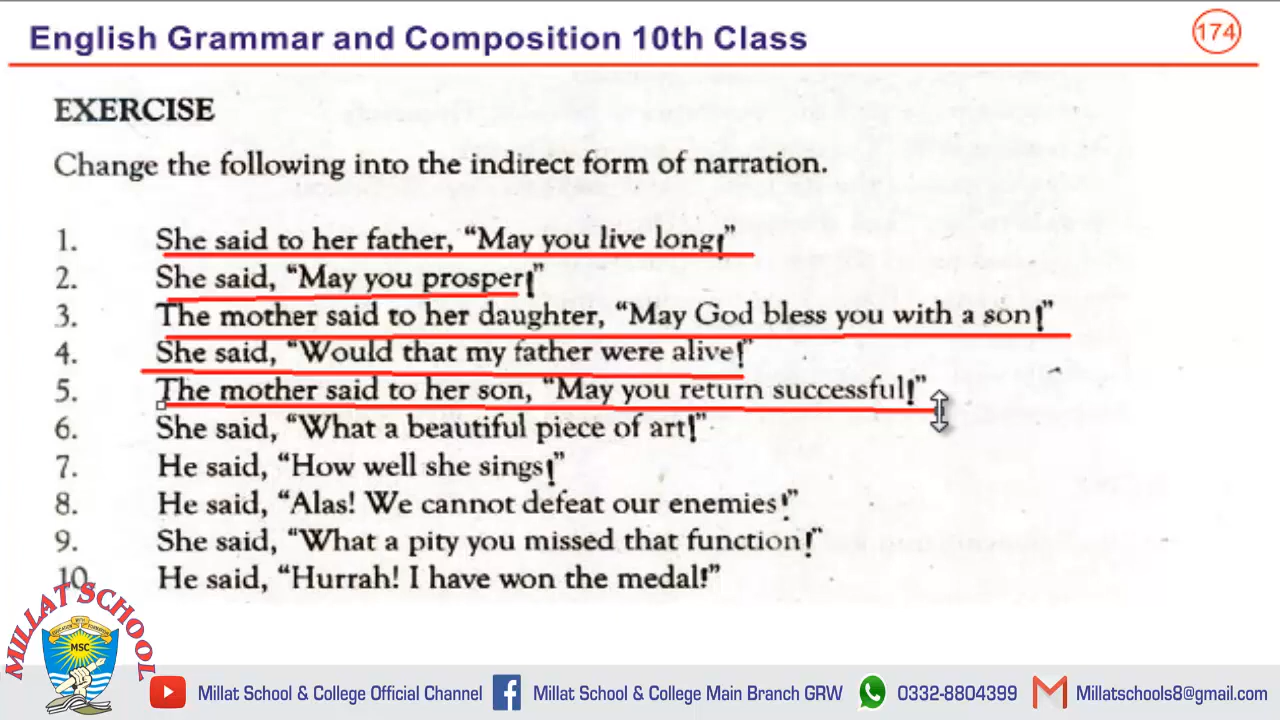 English Grammar and Composition 10th Class
174
EXERCISE
Change the following into the indirect form of narration.
1. She said to her father, “May you live long!”
2. She said, “May you prosper!”
3. The mother said to her daughter, “May God bless you with a son!”
4. She said, “Would that my father were alive!”
5. The mother said to her son, “May you return successful!”
6. She said, “What a beautiful piece of art!”
7. He said, “How well she sings!”
8. He said, “Alas! We cannot defeat our enemies!”
9. She said, “What a pity you missed that function!”
10 He said, “Hurrah! I have won the medal!”
MILLAT SCHOOL
MSC
Millat School & College Official Channel
Millat School & College Main Branch GRW
0332-8804399
Millatschools8@gmail.com